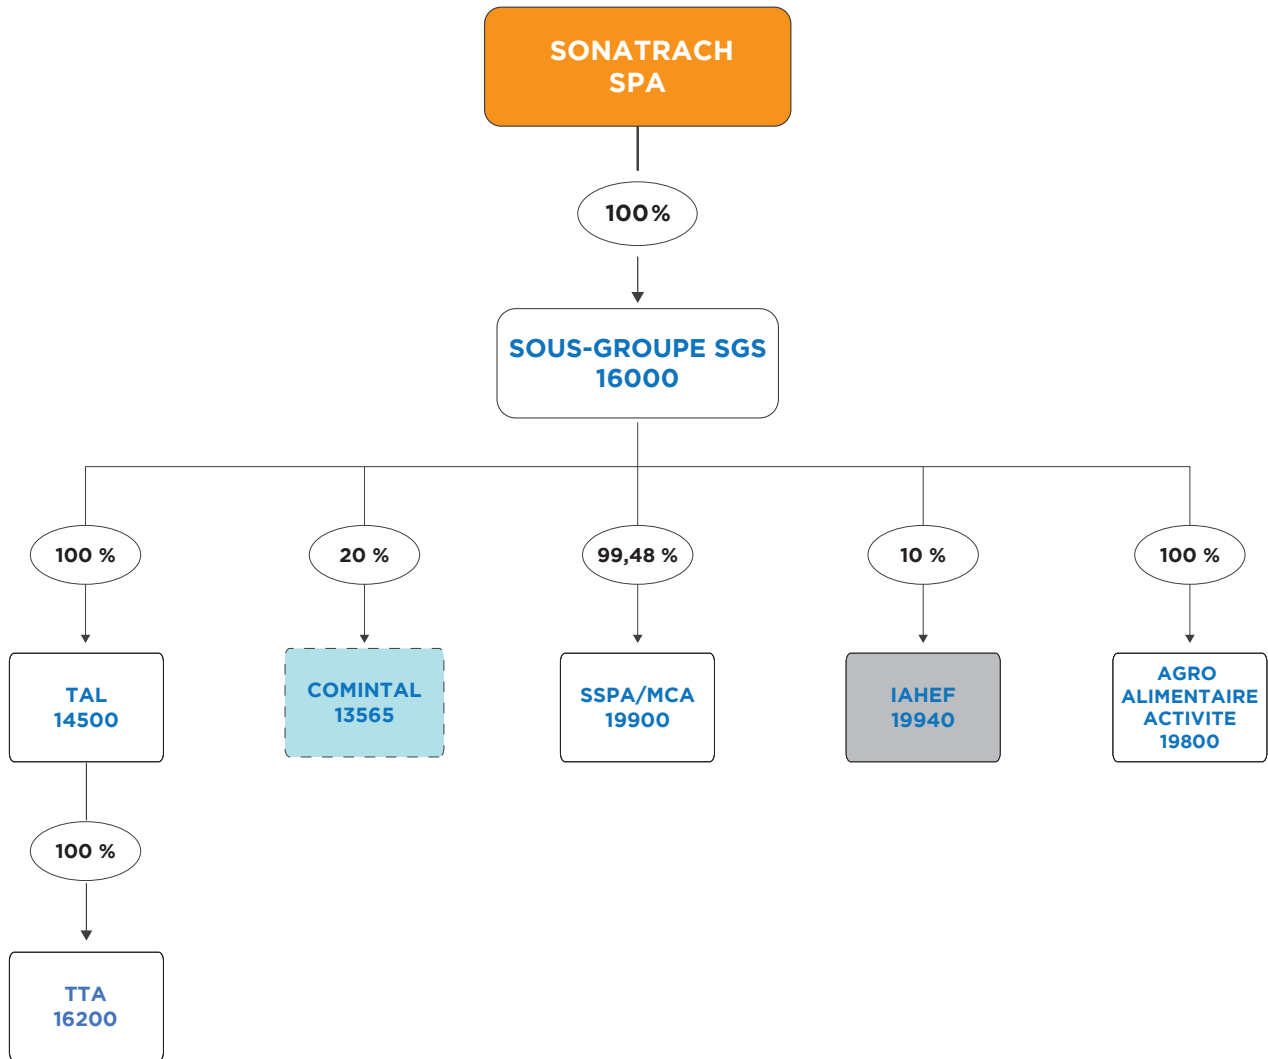 SONATRACH
SPA
100%
SOUS-GROUPE SGS
16000
100 %
20 %
99,48 %
10 %
100 %
TAL
14500
COMINTAL
13565
SSPA/MCA
19900
IAHEF
19940
AGRO
ALIMENTAIRE
ACTIVITE
19800
100 %
TTA
16200